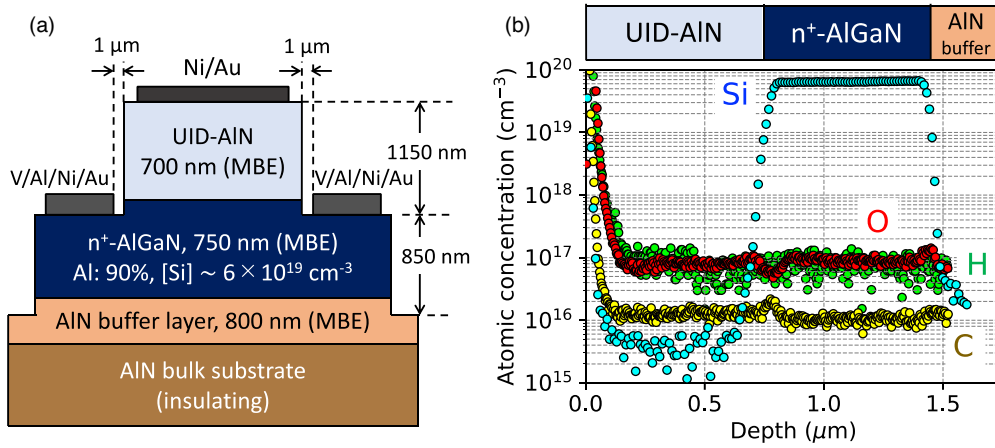 (a)
1 μm
1 μm
Ni/Au
UID-AlN
700 nm (MBE)
1150 nm
V/Al/Ni/Au
V/Al/Ni/Au
n⁺-AlGaN, 750 nm (MBE)
Al: 90%, [Si] ~ 6 × 10¹⁹ cm⁻³
850 nm
AlN buffer layer, 800 nm (MBE)
AlN bulk substrate
(insulating)
(b)
UID-AlN
n⁺-AlGaN
AlN
buffer
Atomic concentration (cm⁻³)
10²⁰
10¹⁹
10¹⁸
10¹⁷
10¹⁶
10¹⁵
Si
O
H
C
0.0
0.5
1.0
1.5
Depth (μm)